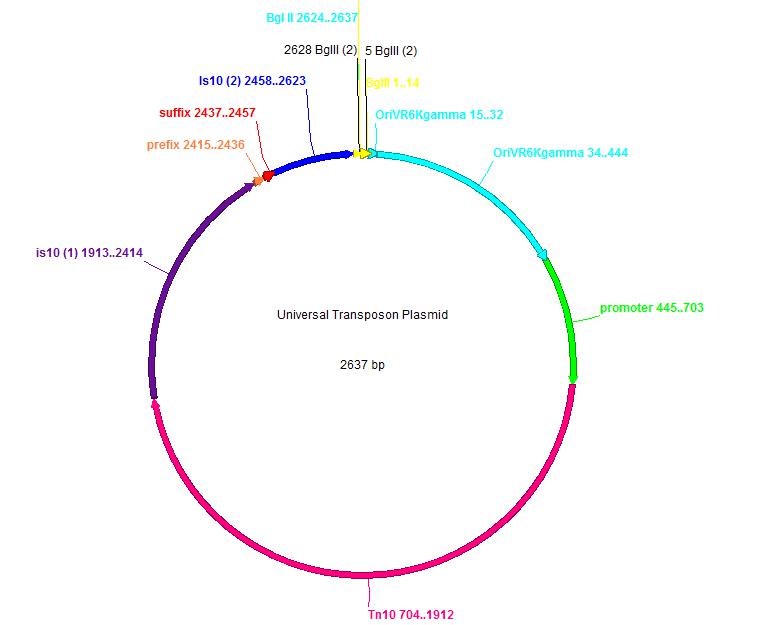 Bgl II 2624..2637
2628 BglII (2)
5 BglII (2)
Is10 (2) 2458..2623
BglII 1..14
suffix 2437..2457
OriVR6Kgamma 15..32
prefix 2415..2436
OriVR6Kgamma 34..444
is10 (1) 1913..2414
promoter 445..703
Universal Transposon Plasmid
2637 bp
Tn10 704..1912